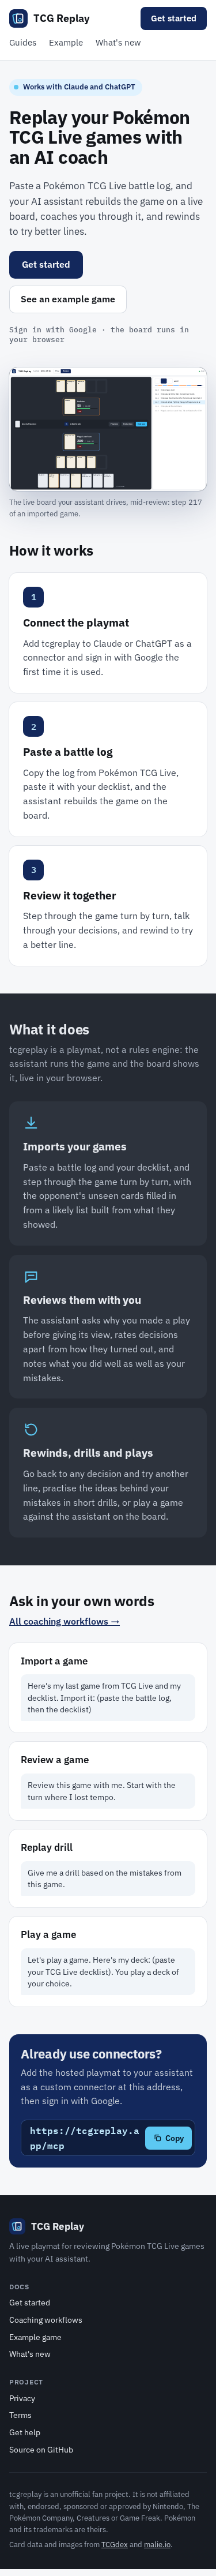 TCG Replay
Get started
Guides
Example
What's new
Works with Claude and ChatGPT
Replay your Pokémon
TCG Live games with
an AI coach
Paste a Pokémon TCG Live battle log, and
your AI assistant rebuilds the game on a live
board, coaches you through it, and rewinds
to try better lines.
Get started
See an example game
Sign in with Google · the board runs in
your browser
The live board your assistant drives, mid-review: step 217
of an imported game.
How it works
1
Connect the playmat
Add tcgreplay to Claude or ChatGPT as a
connector and sign in with Google the
first time it is used.
2
Paste a battle log
Copy the log from Pokémon TCG Live,
paste it with your decklist, and the
assistant rebuilds the game on the
board.
3
Review it together
Step through the game turn by turn, talk
through your decisions, and rewind to try
a better line.
What it does
tcgreplay is a playmat, not a rules engine: the
assistant runs the game and the board shows
it, live in your browser.
Imports your games
Paste a battle log and your decklist, and
step through the game turn by turn, with
the opponent's unseen cards filled in
from a likely list built from what they
showed.
Reviews them with you
The assistant asks why you made a play
before giving its view, rates decisions
apart from how they turned out, and
notes what you did well as well as your
mistakes.
Rewinds, drills and plays
Go back to any decision and try another
line, practise the ideas behind your
mistakes in short drills, or play a game
against the assistant on the board.
Ask in your own words
All coaching workflows →
Import a game
Here's my last game from TCG Live and my
decklist. Import it: (paste the battle log,
then the decklist)
Review a game
Review this game with me. Start with the
turn where I lost tempo.
Replay drill
Give me a drill based on the mistakes from
this game.
Play a game
Let's play a game. Here's my deck: (paste
your TCG Live decklist). You play a deck of
your choice.
Already use connectors?
Add the hosted playmat to your assistant
as a custom connector at this address,
then sign in with Google.
https://tcgreplay.a
pp/mcp
Copy
TCG Replay
A live playmat for reviewing Pokémon TCG Live games
with your AI assistant.
DOCS
Get started
Coaching workflows
Example game
What's new
PROJECT
Privacy
Terms
Get help
Source on GitHub
tcgreplay is an unofficial fan project. It is not affiliated
with, endorsed, sponsored or approved by Nintendo, The
Pokémon Company, Creatures or Game Freak. Pokémon
and its trademarks are theirs.
Card data and images from TCGdex and malie.io.